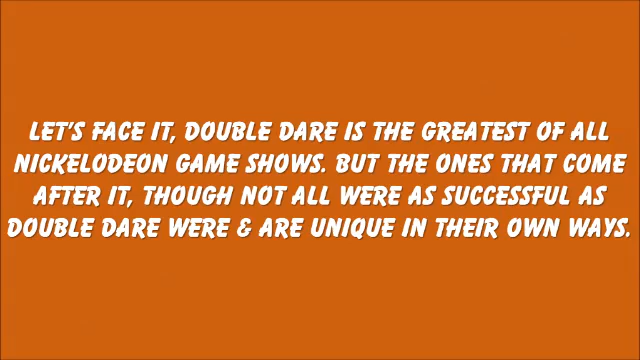 LET'S FACE IT, DOUBLE DARE IS THE GREATEST OF ALL
NICKELODEON GAME SHOWS. BUT THE ONES THAT COME
AFTER IT, THOUGH NOT ALL WERE AS SUCCESSFUL AS
DOUBLE DARE WERE & ARE UNIQUE IN THEIR OWN WAYS.